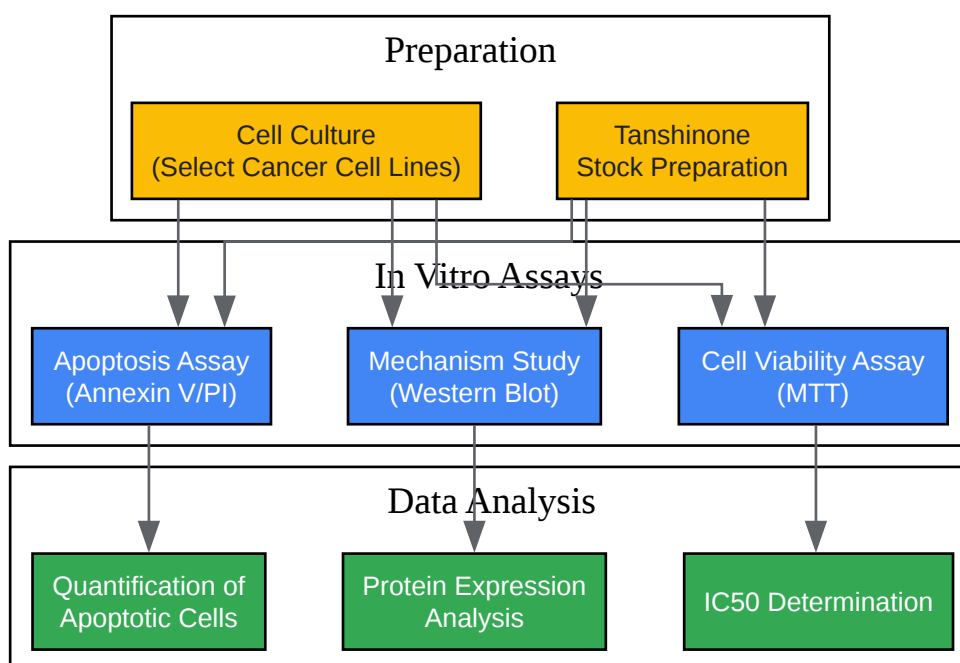 Preparation
Cell Culture
(Select Cancer Cell Lines)
Tanshinone
Stock Preparation
In Vitro Assays
Apoptosis Assay
(Annexin V/PI)
Mechanism Study
(Western Blot)
Cell Viability Assay
(MTT)
Data Analysis
Quantification of
Apoptotic Cells
Protein Expression
Analysis
IC50 Determination